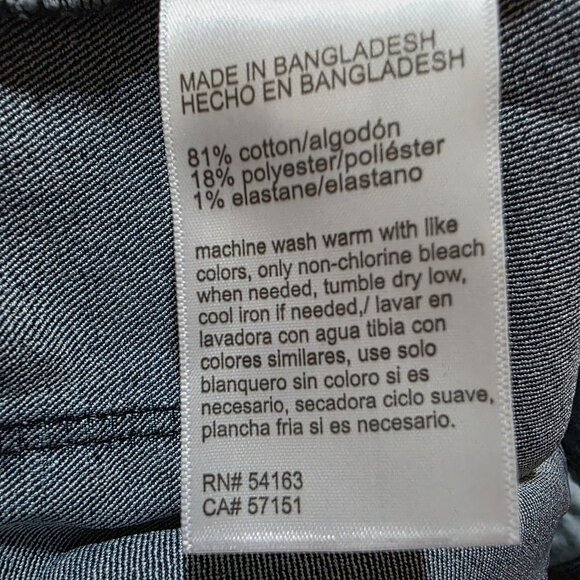 MADE IN BANGLADESH
HECHO EN BANGLADESH
81% cotton/algodón
18% polyester/poliéster
1% elastane/elastano
machine wash warm with like
colors, only non-chlorine bleach
when needed, tumble dry low,
cool iron if needed,/ lavar en
lavadora con agua tibia con
colores similares, use solo
blanquero sin coloro si es
necesario, secadora ciclo suave,
plancha fria si es necesario.
RN# 54163
CA# 57151